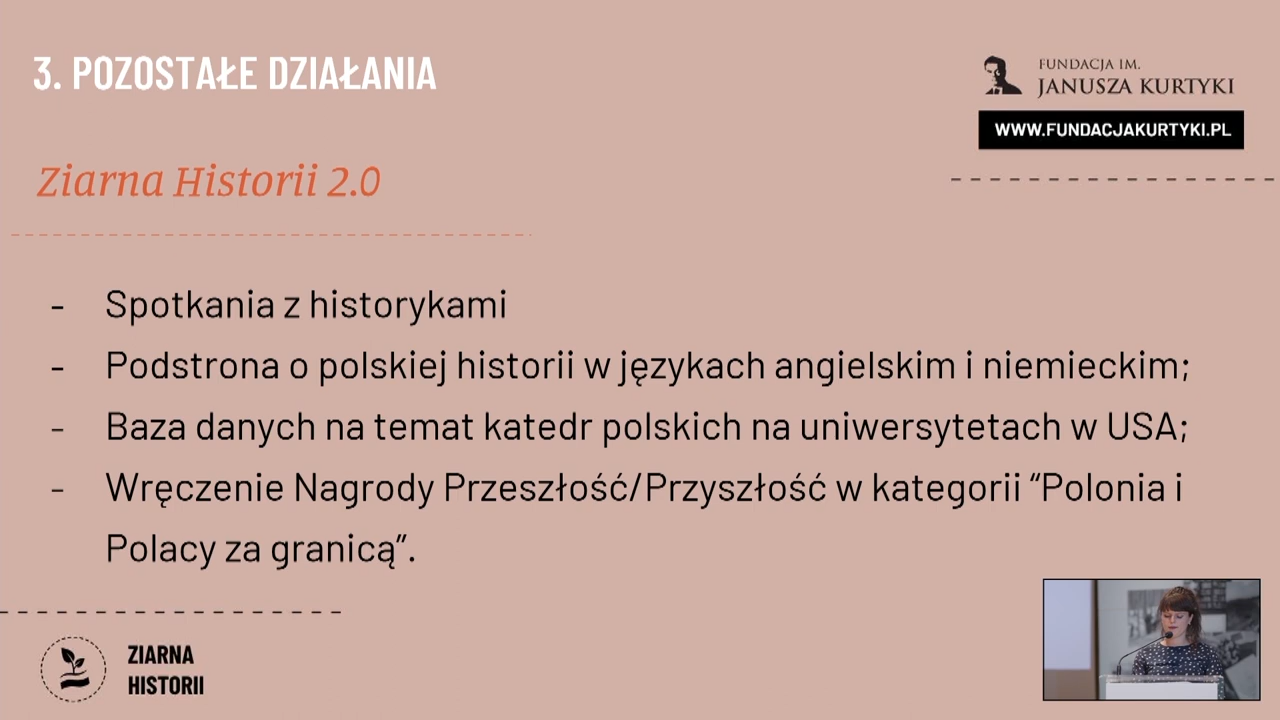 3. POZOSTAŁE DZIAŁANIA
FUNDACJA IM.
JANUSZA KURTYKI
WWW.FUNDACJAKURTYKI.PL
Ziarna Historii 2.0
- Spotkania z historykami
- Podstrona o polskiej historii w językach angielskim i niemieckim;
- Baza danych na temat katedr polskich na uniwersytetach w USA;
- Wręczenie Nagrody Przeszłość/Przyszłość w kategorii “Polonia i
Polacy za granicą”.
ZIARNA
HISTORII